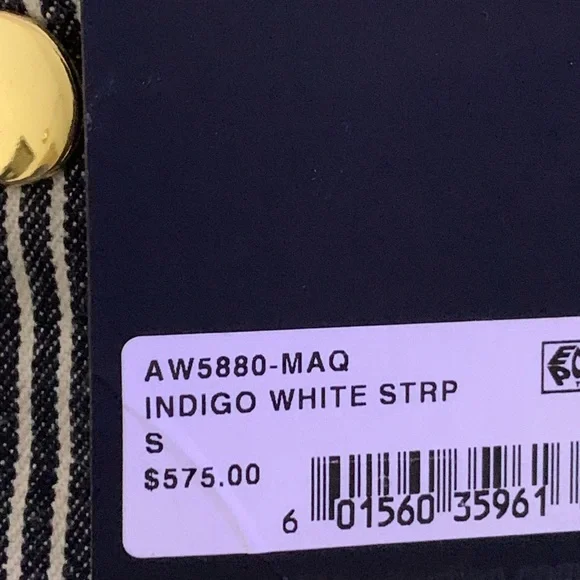 AW5880-MAQ
INDIGO WHITE STRP
S
$575.00
6 01560 35961